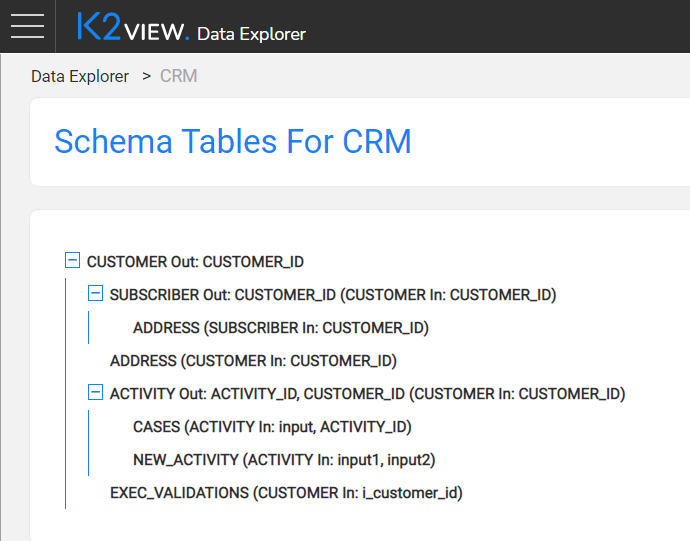 K2VIEW. Data Explorer
Data Explorer > CRM
Schema Tables For CRM
CUSTOMER Out: CUSTOMER_ID
SUBSCRIBER Out: CUSTOMER_ID (CUSTOMER In: CUSTOMER_ID)
ADDRESS (SUBSCRIBER In: CUSTOMER_ID)
ADDRESS (CUSTOMER In: CUSTOMER_ID)
ACTIVITY Out: ACTIVITY_ID, CUSTOMER_ID (CUSTOMER In: CUSTOMER_ID)
CASES (ACTIVITY In: input, ACTIVITY_ID)
NEW_ACTIVITY (ACTIVITY In: input1, input2)
EXEC_VALIDATIONS (CUSTOMER In: i_customer_id)